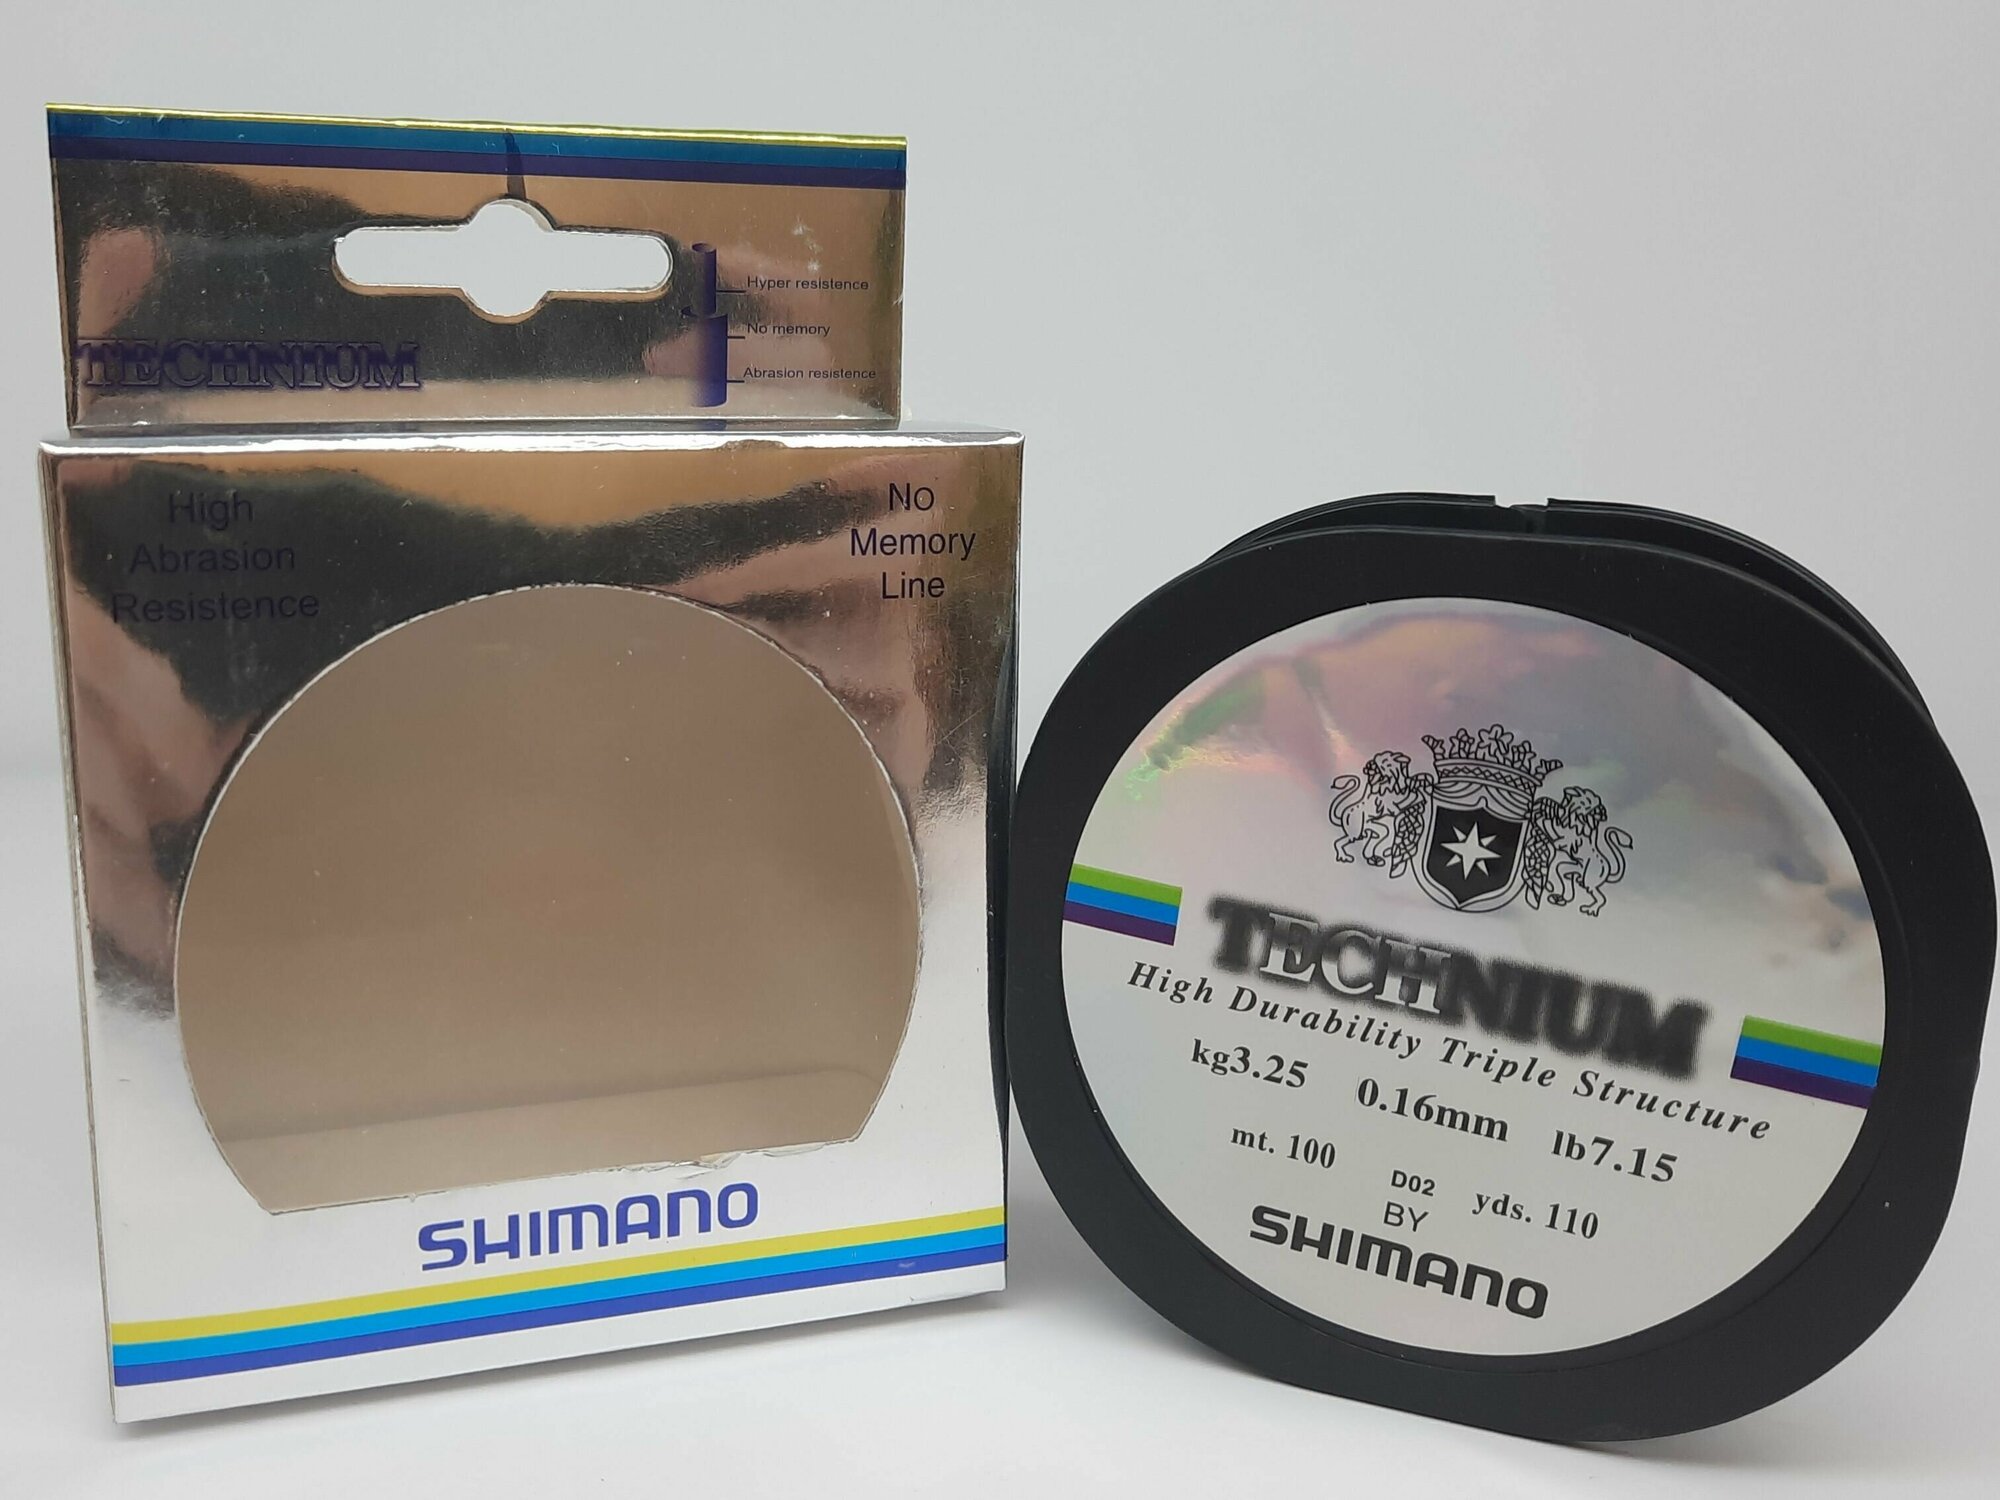 Hyper resistence
No memory
Abrasion resistence
TECHNIUM
High
Abrasion
Resistence
No
Memory
Line
SHIMANO
TECHNIUM
High Durability Triple Structure
kg3.25 0.16mm lb7.15
mt. 100 D02 yds. 110
BY
SHIMANO